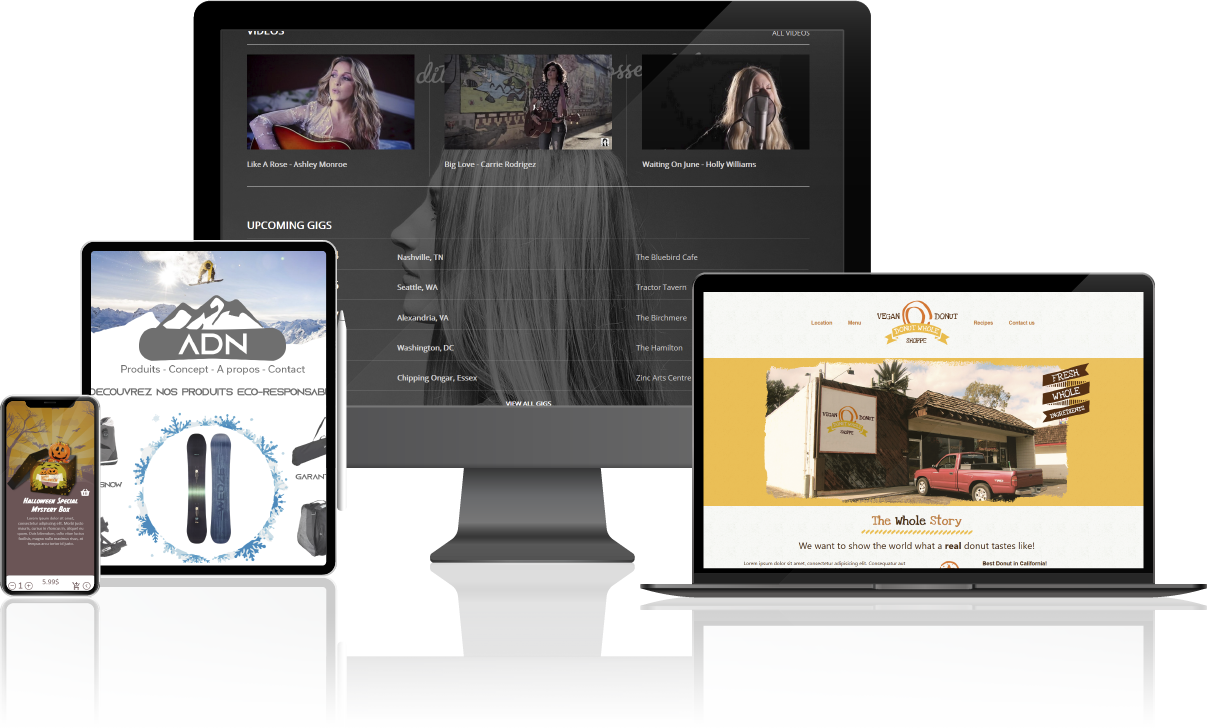 VIDEOS
ALL VIDEOS
Like A Rose - Ashley Monroe
Big Love - Carrie Rodrigez
Waiting On June - Holly Williams
UPCOMING GIGS
Nashville, TN
The Bluebird Cafe
Seattle, WA
Tractor Tavern
Alexandria, VA
The Birchmere
Washington, DC
The Hamilton
Chipping Ongar, Essex
Zinc Arts Centre
VIEW ALL GIGS
ADN
Produits - Concept - A propos - Contact
DECOUVREZ NOS PRODUITS ECO-RESPONSAB
SNOW
GARANT
Halloween Special
Mystery Box
Lorem ipsum dolor sit amet,
1
5.99$
Location
Menu
VEGAN DONUT
DONUT WHOLE
SHOPPE
Recipes
Contact us
FRESH
WHOLE
INGREDIENTS
VEGAN DONUT
SHOPPE
The Whole Story
We want to show the world what a real donut tastes like!
Lorem ipsum dolor sit amet, consectetur adipisicing elit. Consequatur aut
Best Donut in California!